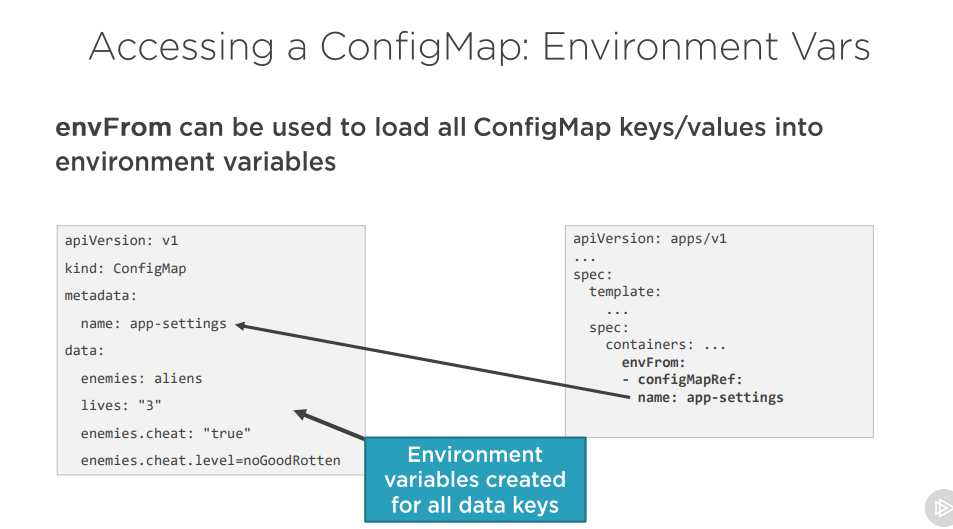 Accessing a ConfigMap: Environment Vars
envFrom can be used to load all ConfigMap keys/values into
environment variables
apiVersion: v1
kind: ConfigMap
metadata:
  name: app-settings
data:
  enemies: aliens
  lives: "3"
  enemies.cheat: "true"
  enemies.cheat.level=noGoodRotten
apiVersion: apps/v1
...
spec:
  template:
    ...
  spec:
    containers: ...
      envFrom:
      - configMapRef:
        name: app-settings
Environment
variables created
for all data keys